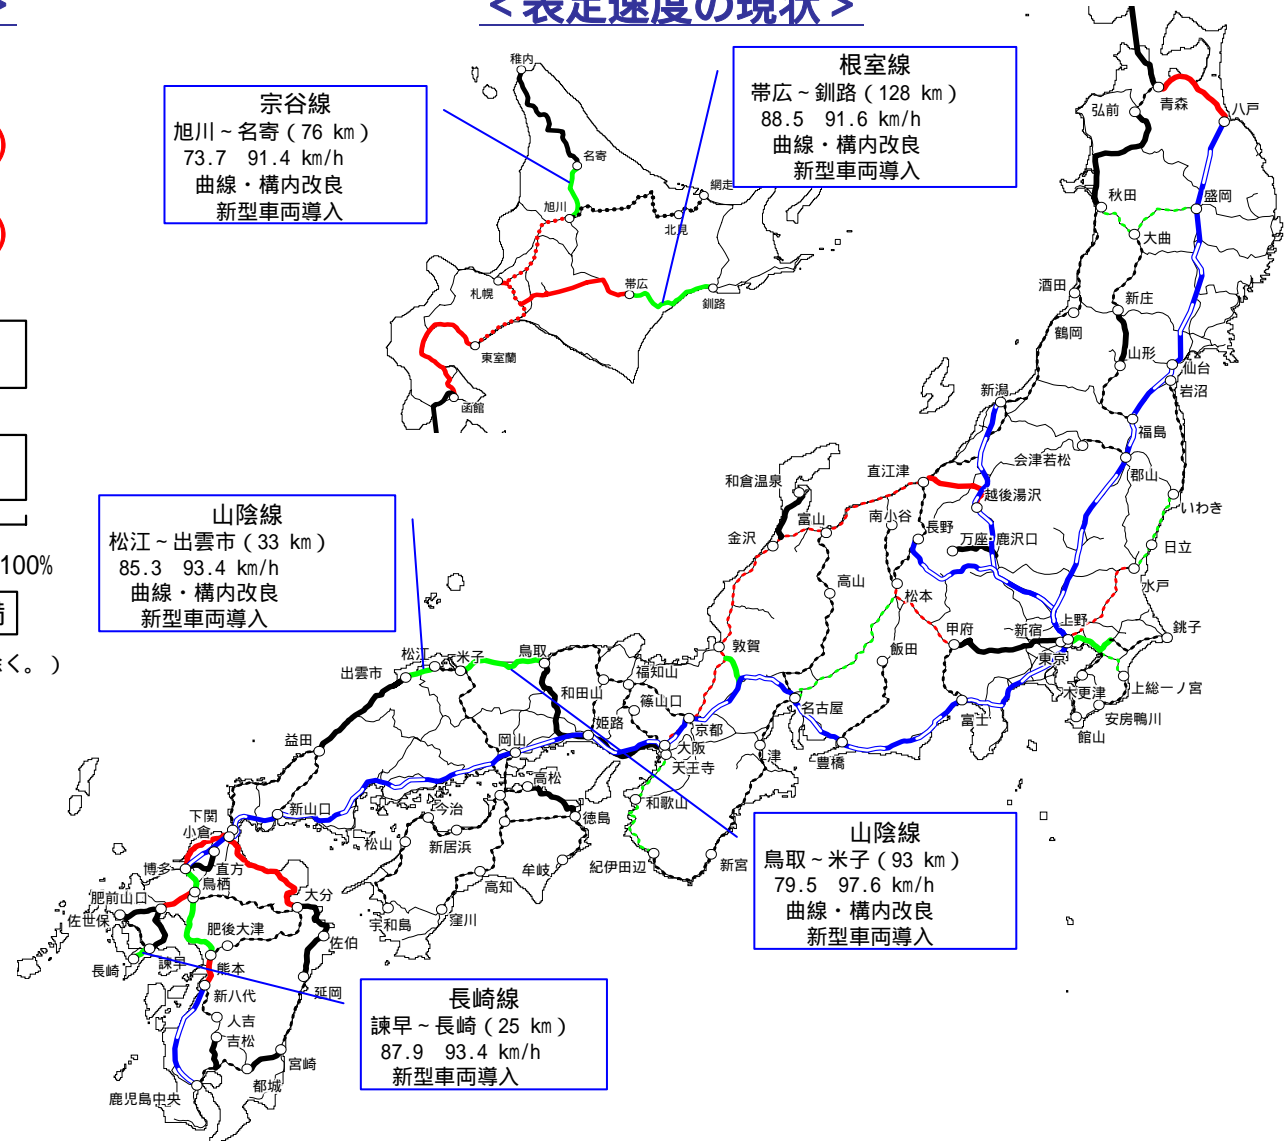 ＞
＜表定速度の現状＞
宗谷線
旭川～名寄（76 km）
73.7 91.4 km/h
曲線・構内改良
新型車両導入
根室線
帯広～釧路（128 km）
88.5 91.6 km/h
曲線・構内改良
新型車両導入
山陰線
松江～出雲市（33 km）
85.3 93.4 km/h
曲線・構内改良
新型車両導入
山陰線
鳥取～米子（93 km）
79.5 97.6 km/h
曲線・構内改良
新型車両導入
長崎線
諫早～長崎（25 km）
87.9 93.4 km/h
新型車両導入
100%
く。）
稚内
名寄
旭川
網走
北見
札幌
帯広
釧路
東室蘭
函館
青森
弘前
八戸
秋田
盛岡
大曲
酒田
新庄
鶴岡
山形
仙台
岩沼
新潟
福島
会津若松
郡山
直江津
越後湯沢
いわき
和倉温泉
富山
南小谷
長野
金沢
万座・鹿沢口
日立
水戸
高山
松本
甲府
新宿
上野
銚子
東京
飯田
敦賀
木更津
上総一ノ宮
安房鴨川
館山
富士
名古屋
豊橋
松江
米子
鳥取
出雲市
福知山
和田山
篠山口
姫路
京都
大阪
天王寺
津
岡山
益田
高松
和歌山
徳島
新山口
下関
小倉
今治
新居浜
松山
牟岐
紀伊田辺
新宮
博多
直方
鳥栖
高知
大分
肥前山口
佐世保
宇和島
窪川
肥後大津
佐伯
長崎
諫早
熊本
新八代
延岡
人吉
吉松
宮崎
都城
鹿児島中央